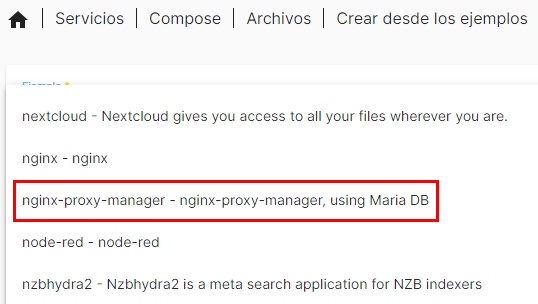 Servicios | Compose | Archivos | Crear desde los ejemplos
Ejemplo *
nextcloud - Nextcloud gives you access to all your files wherever you are.
nginx - nginx
nginx-proxy-manager - nginx-proxy-manager, using Maria DB
node-red - node-red
nzbhydra2 - Nzbhydra2 is a meta search application for NZB indexers